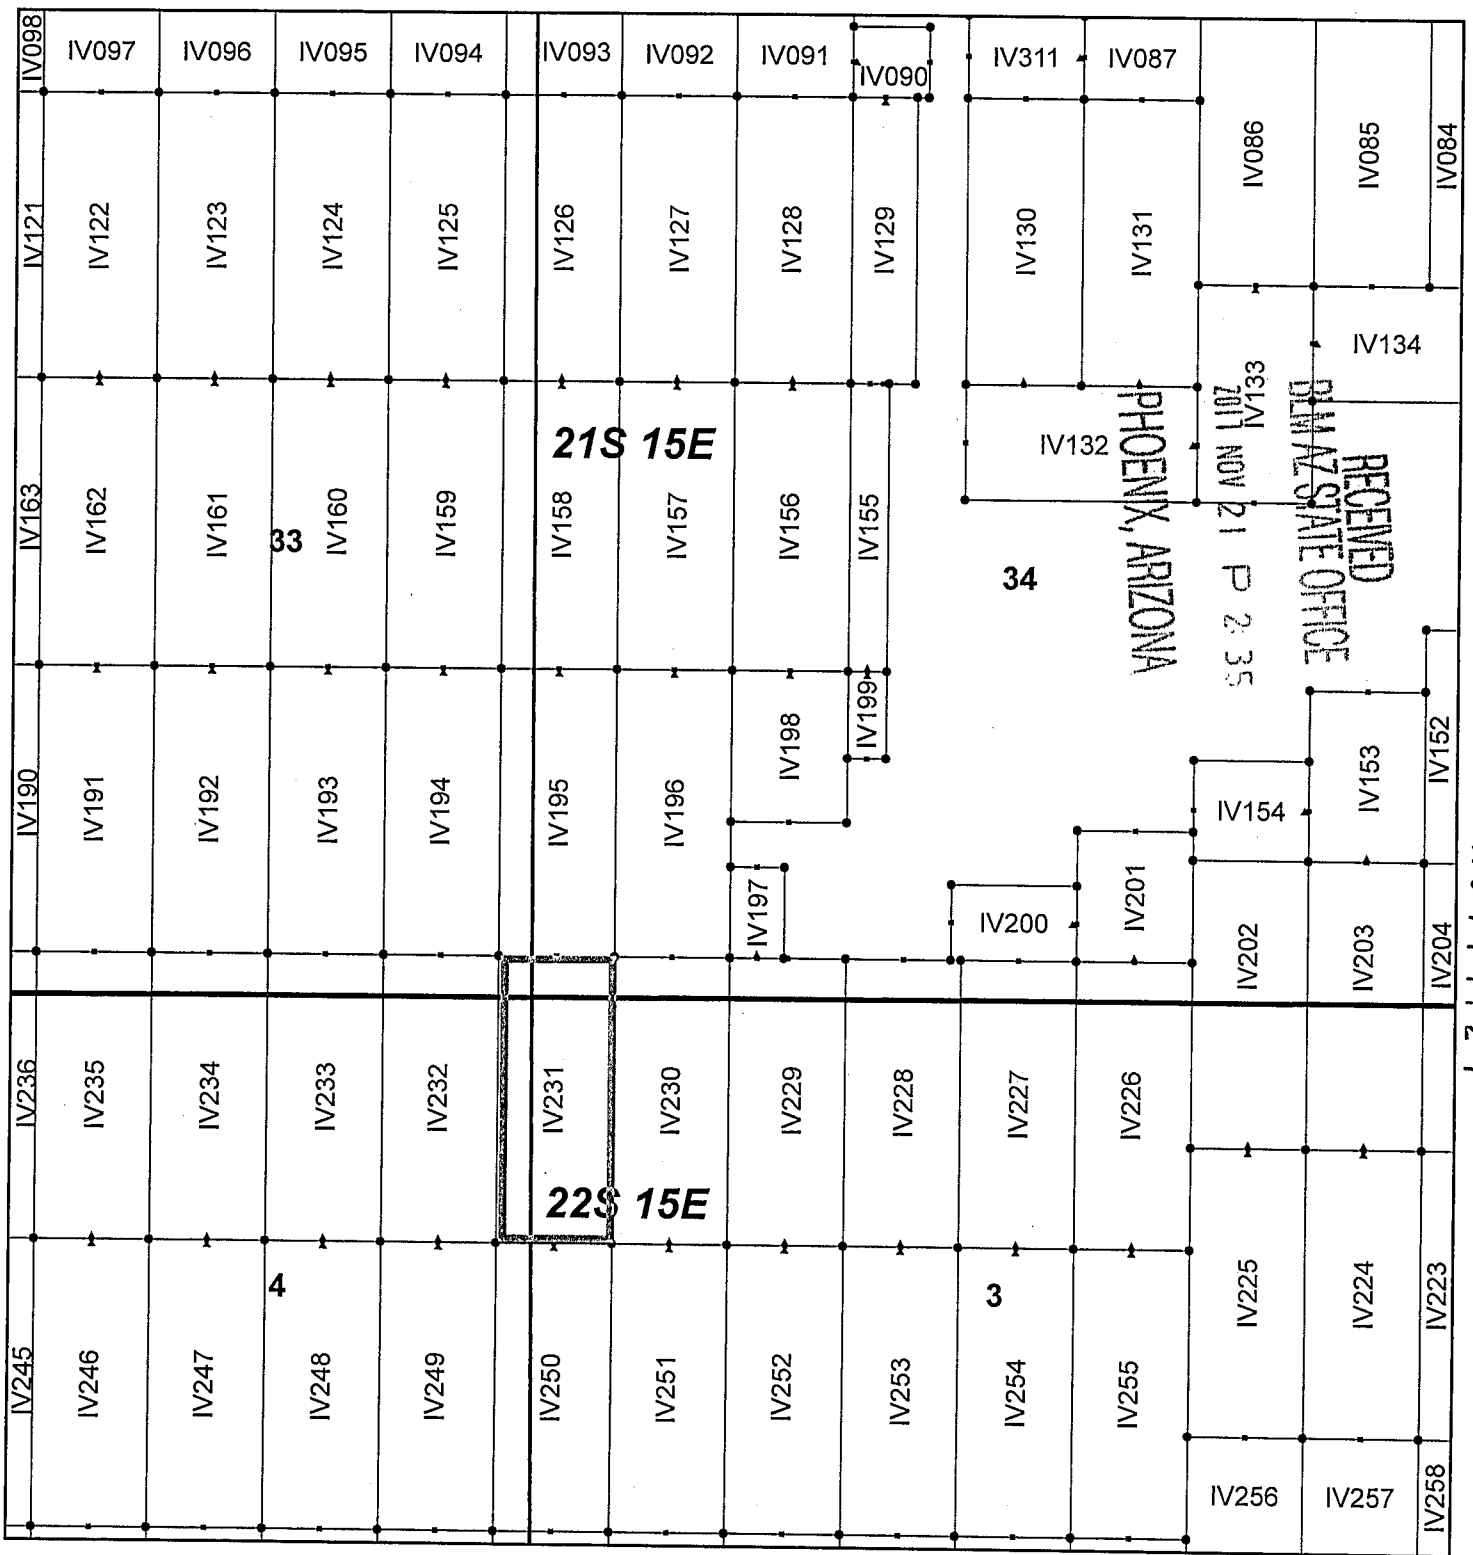 IV098 IV097 IV096 IV095 IV094 IV093 IV092 IV091 IV090 IV311 IV087
IV086 IV085 IV084
IV121 IV122 IV123 IV124 IV125 IV126 IV127 IV128 IV129 IV130 IV131
IV133 IV134
21S 15E
IV132
IV163 IV162 IV161 33 IV160 IV159 IV158 IV157 IV156 IV155
34
RECEIVED
BLM AZ STATE OFFICE
2011 NOV 21 P 2:35
PHOENIX, ARIZONA
IV199 IV198
IV190 IV191 IV192 IV193 IV194 IV195 IV196
IV154 IV153 IV152
IV197 IV200 IV201 IV202 IV203 IV204
IV236 IV235 IV234 IV233 IV232 IV231 IV230 IV229 IV228 IV227 IV226
22S 15E
4
3
IV225 IV224 IV223
IV245 IV246 IV247 IV248 IV249 IV250 IV251 IV252 IV253 IV254 IV255
IV256 IV257 IV258